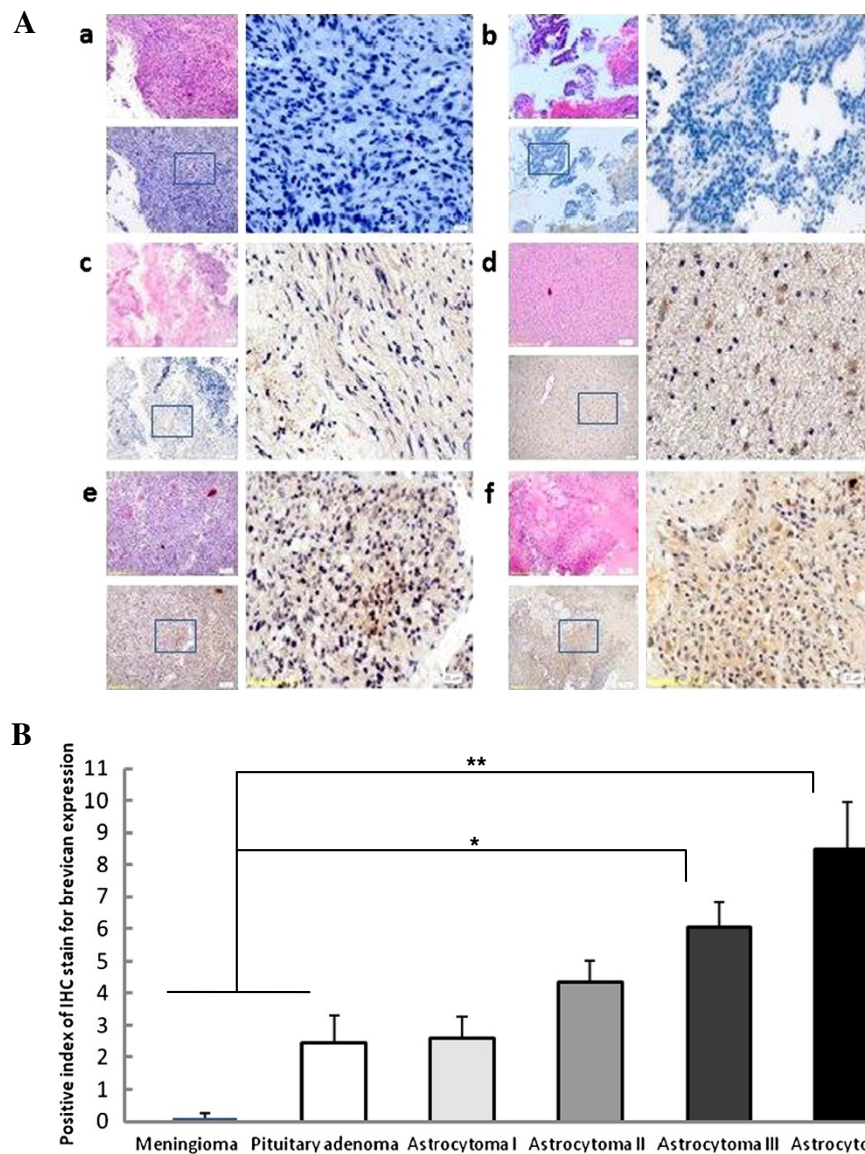 A
a
b
c
d
e
f
B
**
*
11
10
9
8
7
6
5
4
3
2
1
0
Positive index of IHC stain for brevican expression
Meningioma Pituitary adenoma Astrocytoma I Astrocytoma II Astrocytoma III Astrocyto